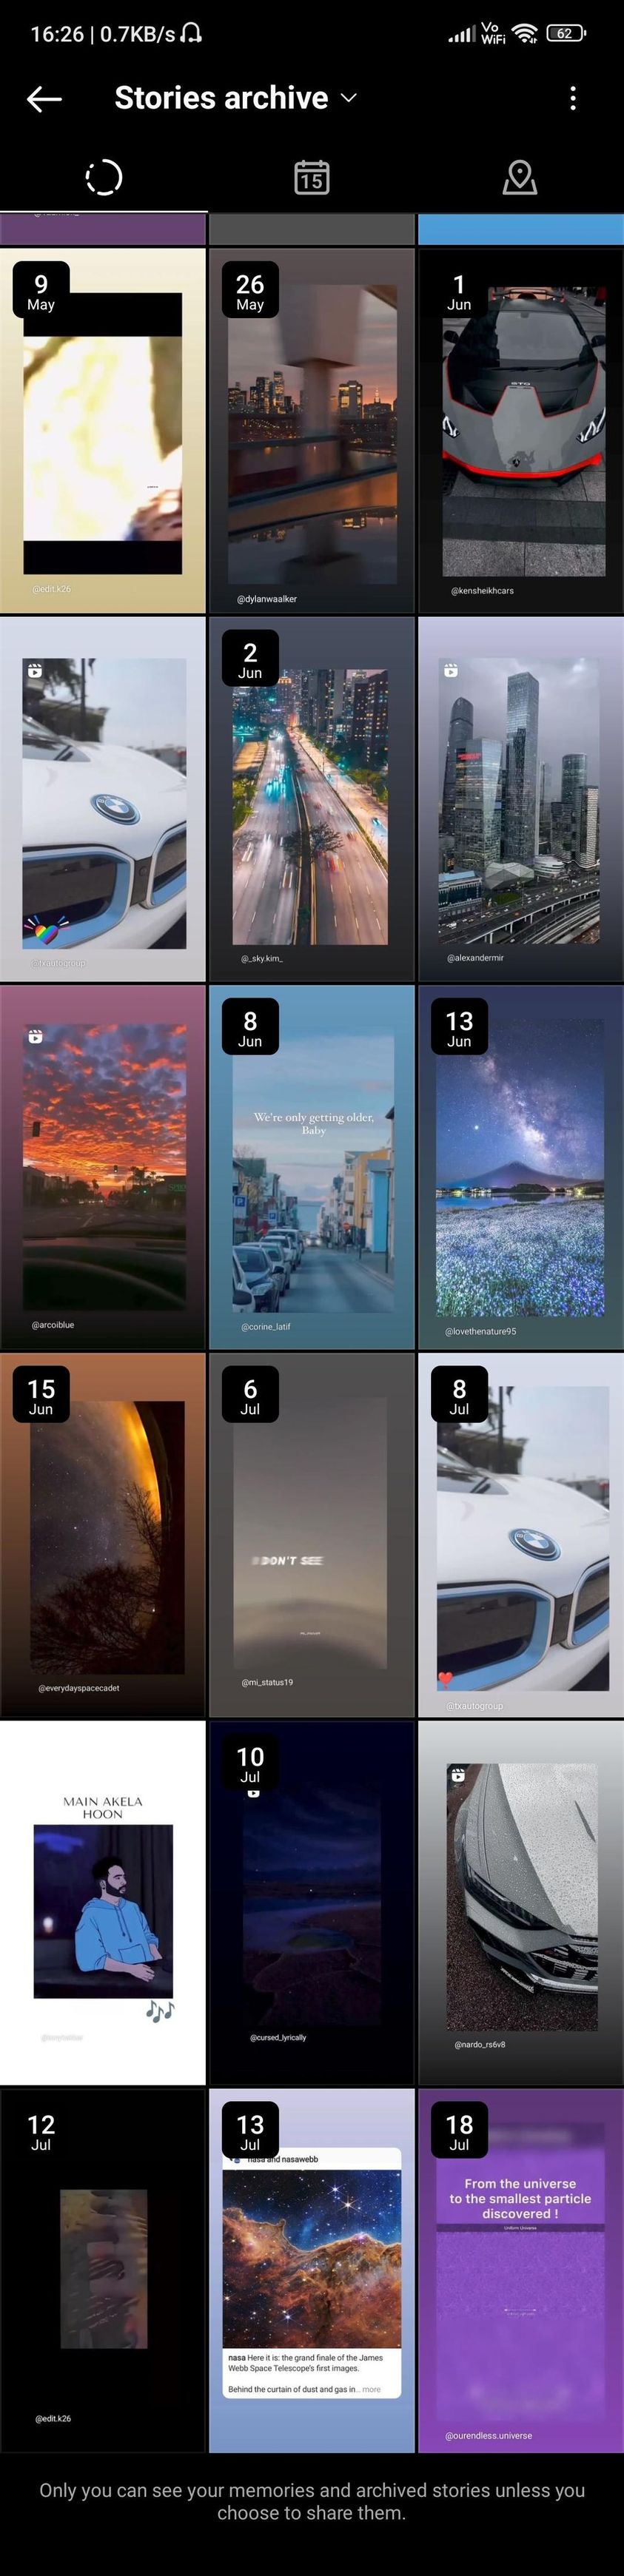 16:26 | 0.7KB/s
Vo
WiFi
62
Stories archive
15
9
May
26
May
1
Jun
@edit.k26
@dylanwaalker
@kensheikhcars
2
Jun
@txautogroup
@_sky.kim_
@alexandermir
8
Jun
13
Jun
We're only getting older,
Baby
@arcoiblue
@corine_latif
@lovethenature95
15
Jun
6
Jul
8
Jul
DON'T SEE
@everydayspacecadet
@mi_status19
@txautogroup
10
Jul
MAIN AKELA
HOON
@cursed_lyrically
@nardo_rs6v8
12
Jul
13
Jul
18
Jul
nasa and nasawebb
From the universe
to the smallest particle
discovered !
nasa Here it is: the grand finale of the James
Webb Space Telescope's first images.
Behind the curtain of dust and gas in... more
@edit.k26
@ourendless.universe
Only you can see your memories and archived stories unless you
choose to share them.